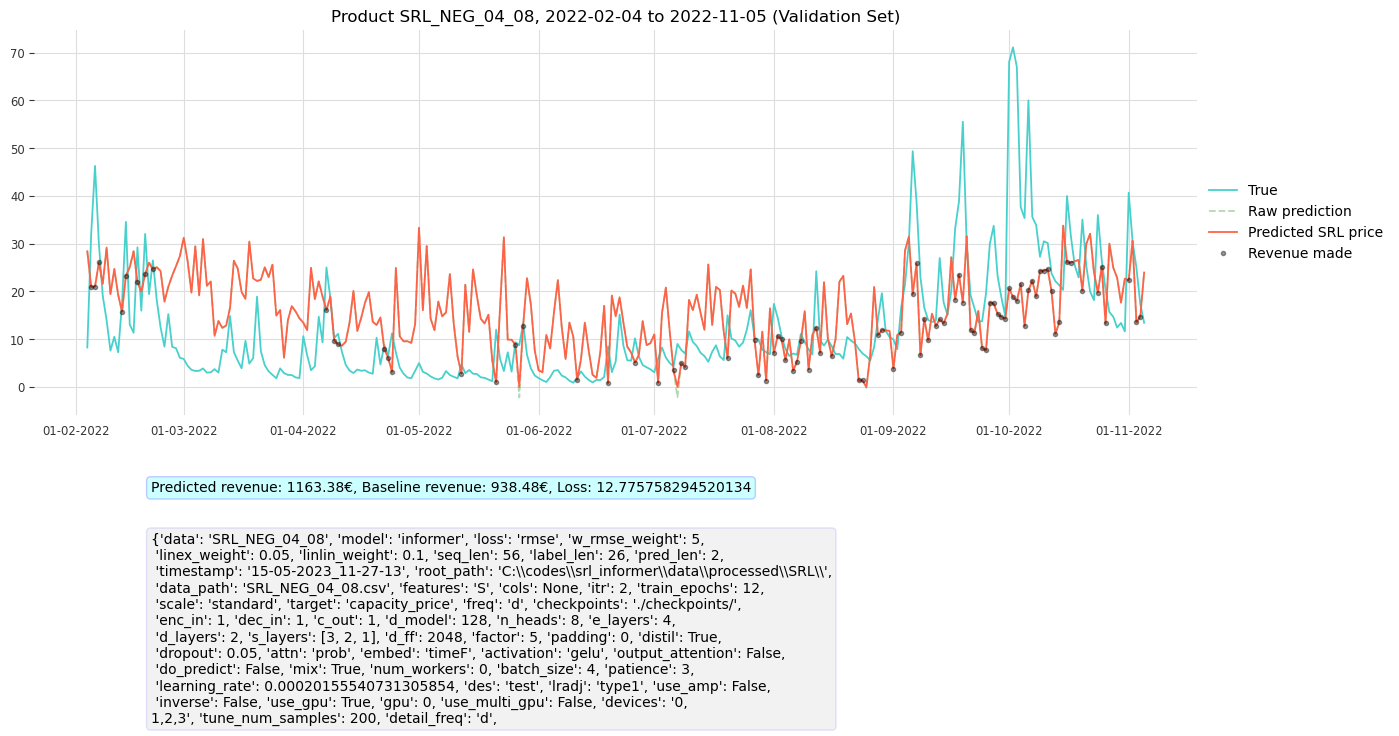 Product SRL_NEG_04_08, 2022-02-04 to 2022-11-05 (Validation Set)
70
60
50
40
30
20
10
0
01-02-2022 01-03-2022 01-04-2022 01-05-2022 01-06-2022 01-07-2022 01-08-2022 01-09-2022 01-10-2022 01-11-2022
True
Raw prediction
Predicted SRL price
Revenue made
Predicted revenue: 1163.38€, Baseline revenue: 938.48€, Loss: 12.775758294520134
{'data': 'SRL_NEG_04_08', 'model': 'informer', 'loss': 'rmse', 'w_rmse_weight': 5,
'linex_weight': 0.05, 'linlin_weight': 0.1, 'seq_len': 56, 'label_len': 26, 'pred_len': 2,
'timestamp': '15-05-2023_11-27-13', 'root_path': 'C:\\codes\\srl_informer\\data\\processed\\SRL\\',
'data_path': 'SRL_NEG_04_08.csv', 'features': 'S', 'cols': None, 'itr': 2, 'train_epochs': 12,
'scale': 'standard', 'target': 'capacity_price', 'freq': 'd', 'checkpoints': './checkpoints/',
'enc_in': 1, 'dec_in': 1, 'c_out': 1, 'd_model': 128, 'n_heads': 8, 'e_layers': 4,
'd_layers': 2, 's_layers': [3, 2, 1], 'd_ff': 2048, 'factor': 5, 'padding': 0, 'distil': True,
'dropout': 0.05, 'attn': 'prob', 'embed': 'timeF', 'activation': 'gelu', 'output_attention': False,
'do_predict': False, 'mix': True, 'num_workers': 0, 'batch_size': 4, 'patience': 3,
'learning_rate': 0.00020155540731305854, 'des': 'test', 'lradj': 'type1', 'use_amp': False,
'inverse': False, 'use_gpu': True, 'gpu': 0, 'use_multi_gpu': False, 'devices': '0,
1,2,3', 'tune_num_samples': 200, 'detail_freq': 'd',